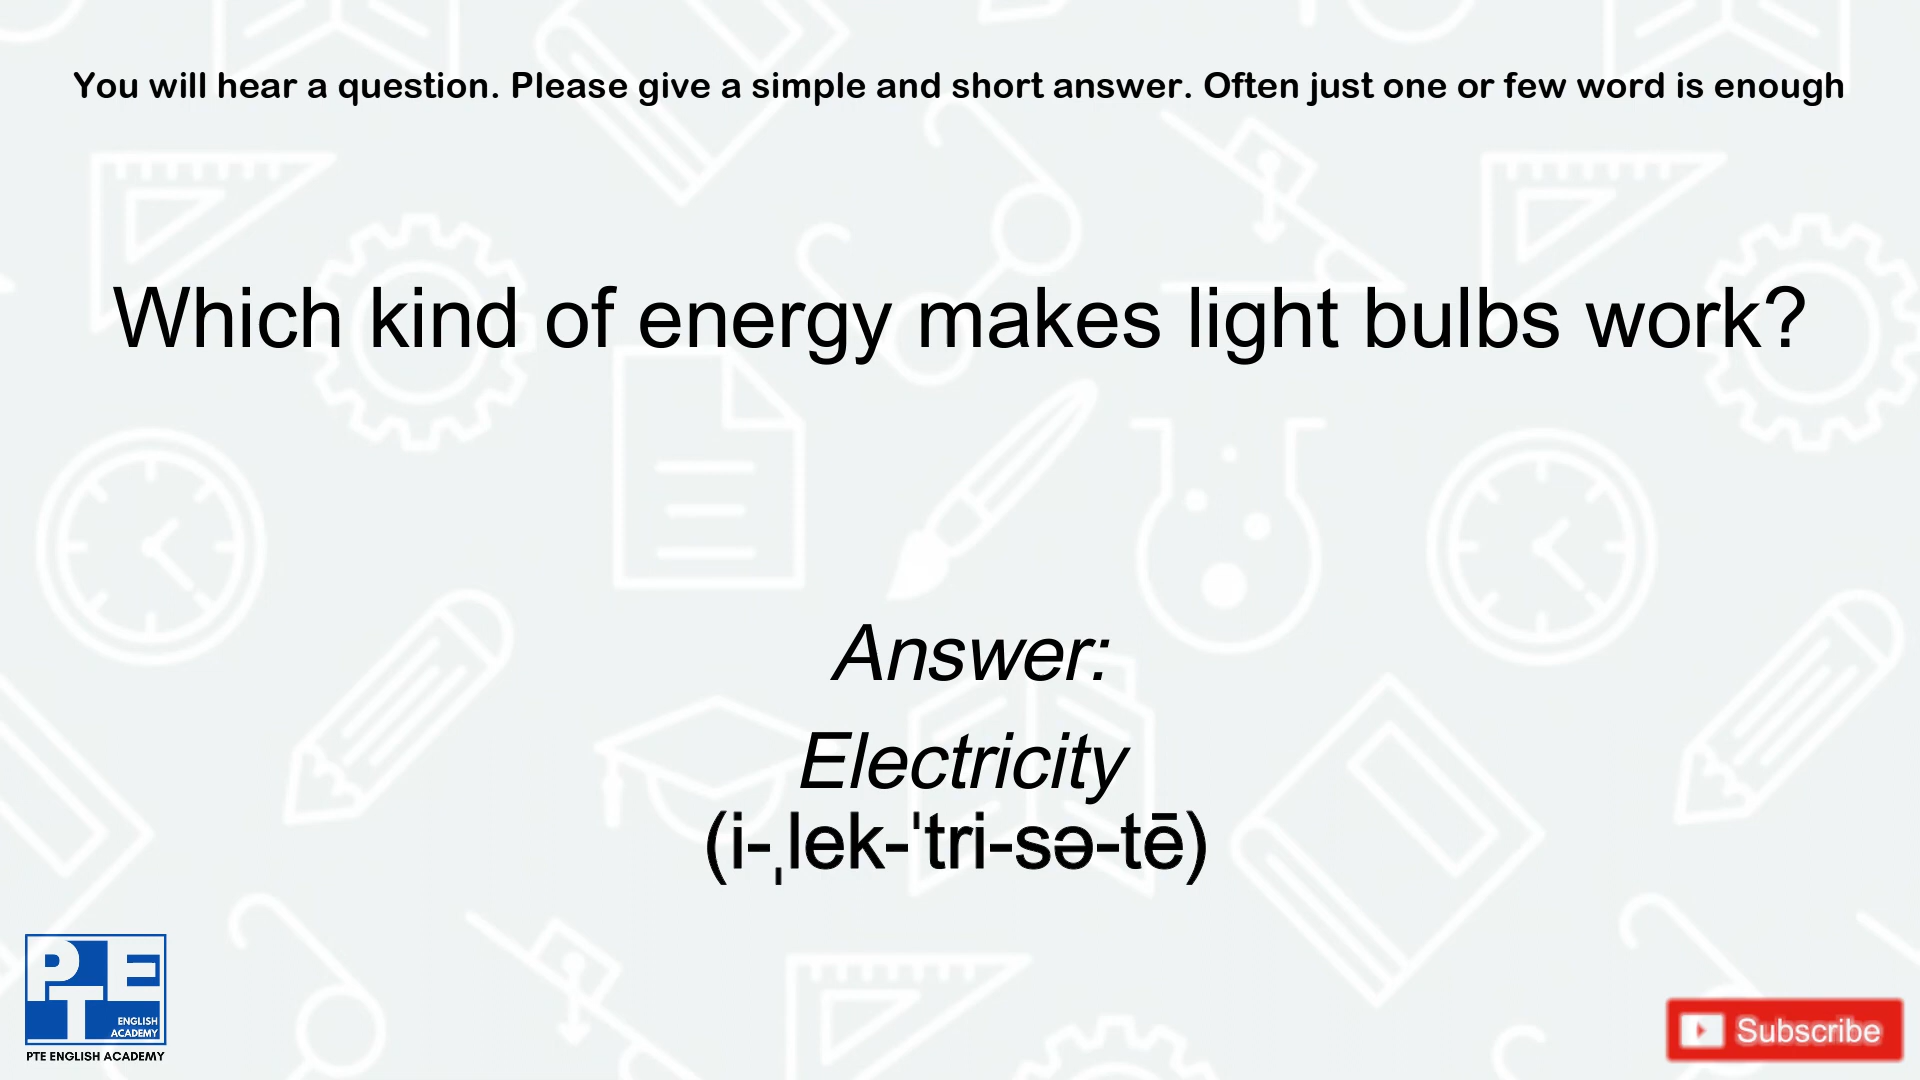 You will hear a question. Please give a simple and short answer. Often just one or few word is enough
Which kind of energy makes light bulbs work?
Answer:
Electricity
(i-ˌlek-ˈtri-sə-tē)
PTE
ENGLISH
ACADEMY
PTE ENGLISH ACADEMY
Subscribe